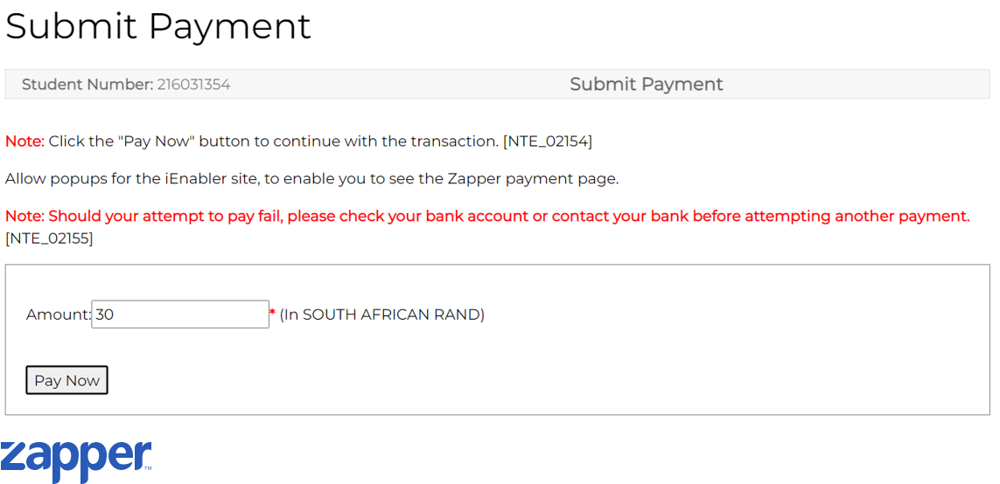 Submit Payment
Student Number: 216031354 Submit Payment
Note: Click the "Pay Now" button to continue with the transaction. [NTE_02154]
Allow popups for the iEnabler site, to enable you to see the Zapper payment page.
Note: Should your attempt to pay fail, please check your bank account or contact your bank before attempting another payment.
[NTE_02155]
Amount: 30 * (In SOUTH AFRICAN RAND)
Pay Now
zapper™